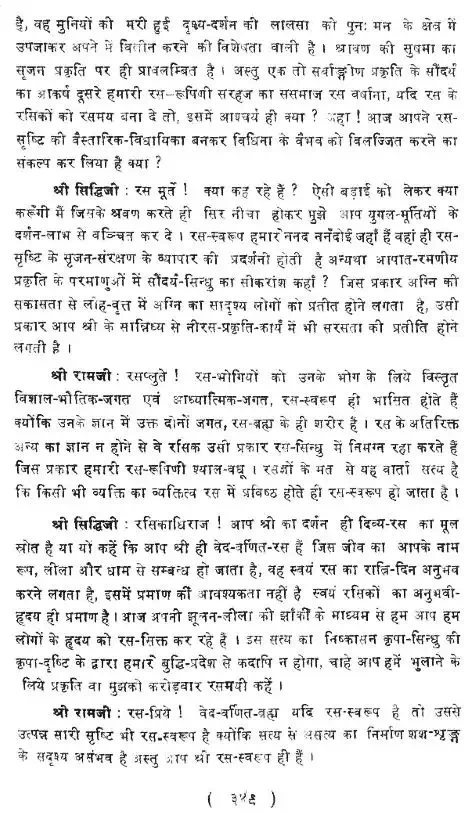 है, वह मुनियों की मरी हुई दृश्य-दर्शन की लालसा को पुनः मन के क्षेत्र में
उपजाकर अपने में विलीन करने की विशेषता वाली है । श्रावण की सुषमा का
सृजन प्रकृति पर ही प्रावलम्बित है । अस्तु एक तो सर्वाङ्गीण प्रकृति के सौंदर्य
का आकर्ष दूसरे हमारी रस-रूपिणी सरहज का ससमाज रस वर्षाना, यदि रस के
रसिकों को रसमय बना दे तो, इसमें आश्चर्य ही क्या ? अहा ! आज आपने रस-
सृष्टि की वैस्तारिक-विधायिका बनकर विधिना के वैभव को विलज्जित करने का
संकल्प कर लिया है क्या ?
श्री सिद्धिजी : रस मूर्ते ! क्या कह रहे हैं ? ऐसी बड़ाई को लेकर क्या
करूँगी मैं जिसके श्रवण करते ही सिर नीचा होकर मुझे आप युगल-मूर्तियों के
दर्शन-लाभ से वञ्चित कर दे । रस-स्वरूप हमारे ननद ननँदोई जहाँ हैं वहाँ ही रस-
सृष्टि के सृजन-संरक्षण के व्यापार की प्रदर्शनी होती है अन्यथा आपात-रमणीय
प्रकृति के परमाणुओं में सौंदर्य-सिन्धु का सीकरांश कहाँ ? जिस प्रकार अग्नि की
सकासता से लोह-वृत्त में अग्नि का सादृश्य लोगों को प्रतीत होने लगता है, उसी
प्रकार आप श्री के सान्निध्य से नीरस-प्रकृति-कार्य में भी सरसता की प्रतीति होने
लगती है ।
श्री रामजी : रसप्लुते ! रस-भोगियों को उनके भोग के लिये विस्तृत
विशाल-भौतिक-जगत एवं आध्यात्मिक-जगत, रस-स्वरूप ही भासित होते हैं
क्योंकि उनके ज्ञान में उक्त दोनों जगत, रस-ब्रह्म के ही शरीर हैं । रस के अतिरिक्त
अन्य का ज्ञान न होने से वे रसिक उसी प्रकार रस-सिन्धु में निमग्न रहा करते हैं
जिस प्रकार हमारी रस-रूपिणी श्याल-वधू । रसज्ञों के मत से यह वार्ता सत्य है
कि किसी भी व्यक्ति का व्यक्तित्व रस में प्रविष्ठ होते ही रस-स्वरूप हो जाता है ।
श्री सिद्धिजी : रसिकाधिराज ! आप श्री का दर्शन ही दिव्य-रस का मूल
स्रोत है या यों कहें कि आप श्री ही वेद-वर्णित-रस हैं जिस जीव का आपके नाम
रूप, लीला और धाम से सम्बन्ध हो जाता है, वह स्वयं रस का रात्रि-दिन अनुभव
करने लगता है, इसमें प्रमाण की आवश्यकता नहीं है स्वयं रसिकों का अनुभवी-
हृदय ही प्रमाण है । आज अपनी झूलन-लीला की झाँकी के माध्यम से हम आप हम
लोगों के हृदय को रस-सिक्त कर रहे हैं । इस सत्य का निष्कासन कृपा-सिन्धु की
कृपा-दृष्टि के द्वारा हमारे बुद्धि-प्रदेश से कदापि न होगा, चाहे आप हमें भुलाने के
लिये प्रकृति वा मुझको करोड़बार रसमयी कहें ।
श्री रामजी : रस-प्रिये ! वेद-वर्णित-ब्रह्म यदि रस-स्वरूप है तो उससे
उत्पन्न सारी सृष्टि भी रस-स्वरूप है क्योंकि सत्य से असत्य का निर्माण शश-श्रृङ्ग
के सदृश्य असंभव है अस्तु आप श्री रस-स्वरूप ही हैं ।
( ३४९ )